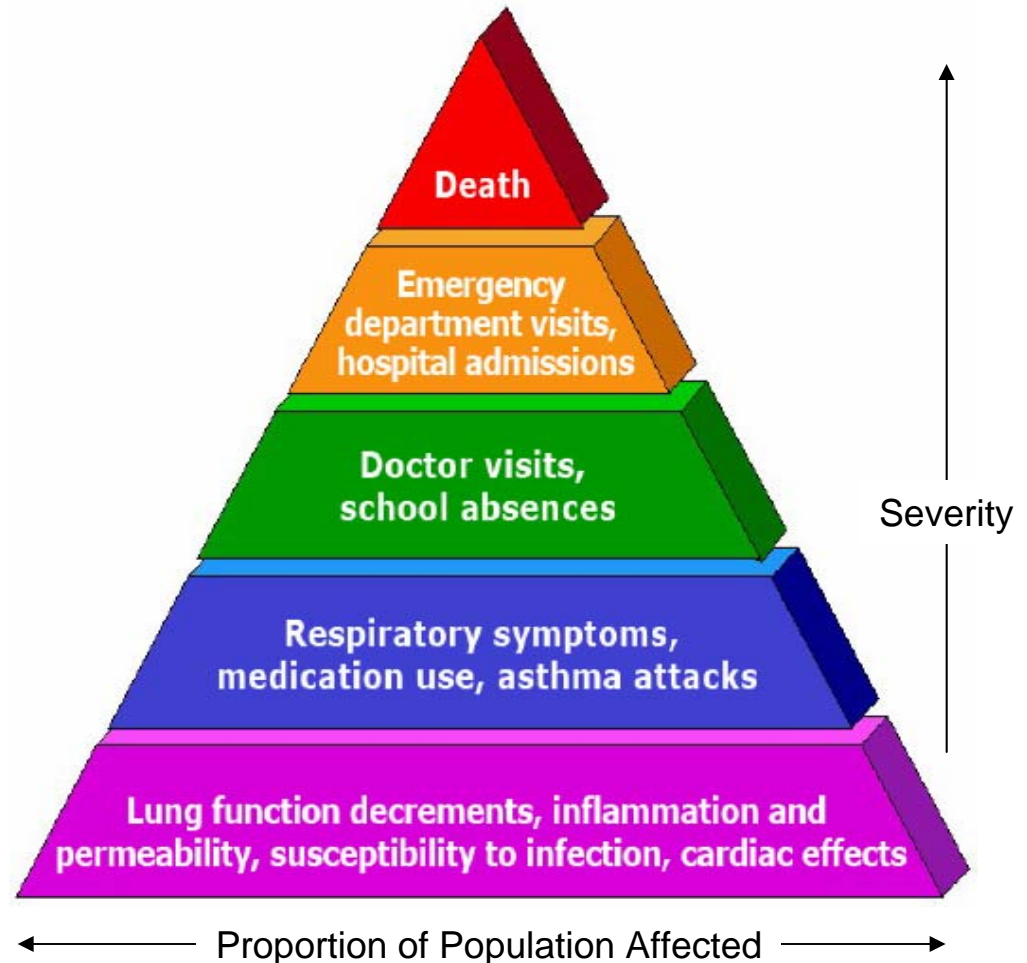 Death
Emergency
department visits,
hospital admissions
Doctor visits,
school absences
Severity
Respiratory symptoms,
medication use, asthma attacks
Lung function decrements, inflammation and
permeability, susceptibility to infection, cardiac effects
Proportion of Population Affected